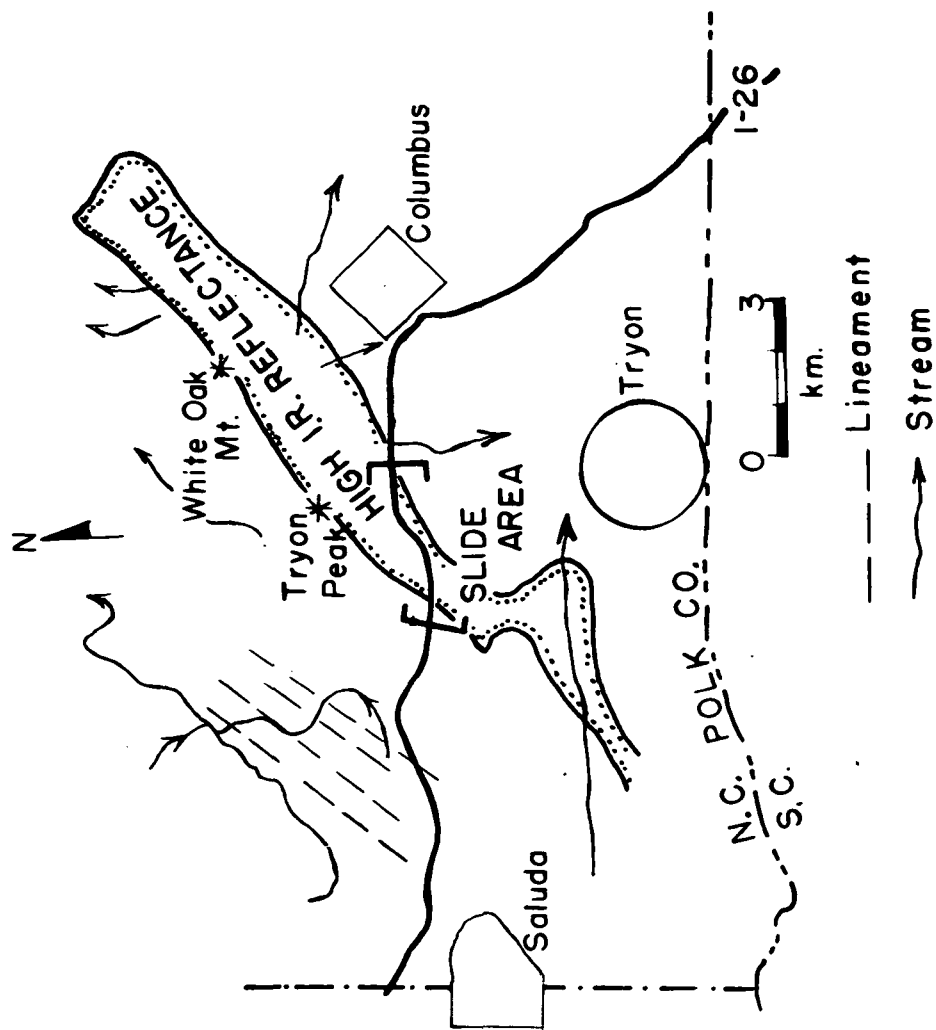 N
HIGH I.R. REFLECTANCE
White Oak
Mt.
Tryon
Peak
Columbus
SLIDE
AREA
Saluda
Tryon
I-26
POLK CO.
N.C.
S.C.
0 3
km.
Lineament
Stream